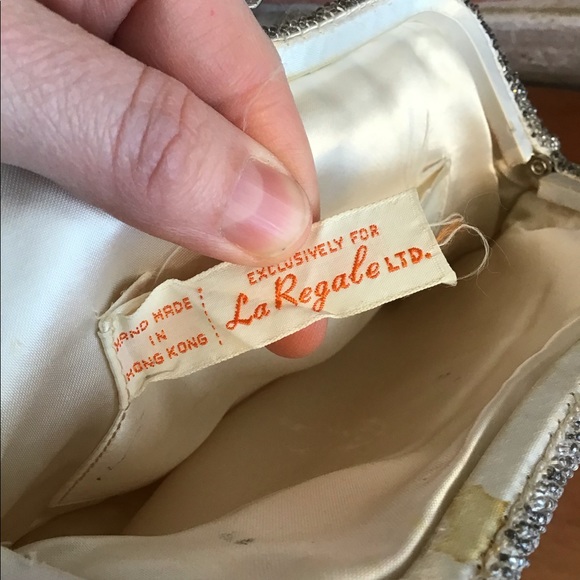 HAND MADE
IN
HONG KONG
EXCLUSIVELY FOR
La Regale LTD.